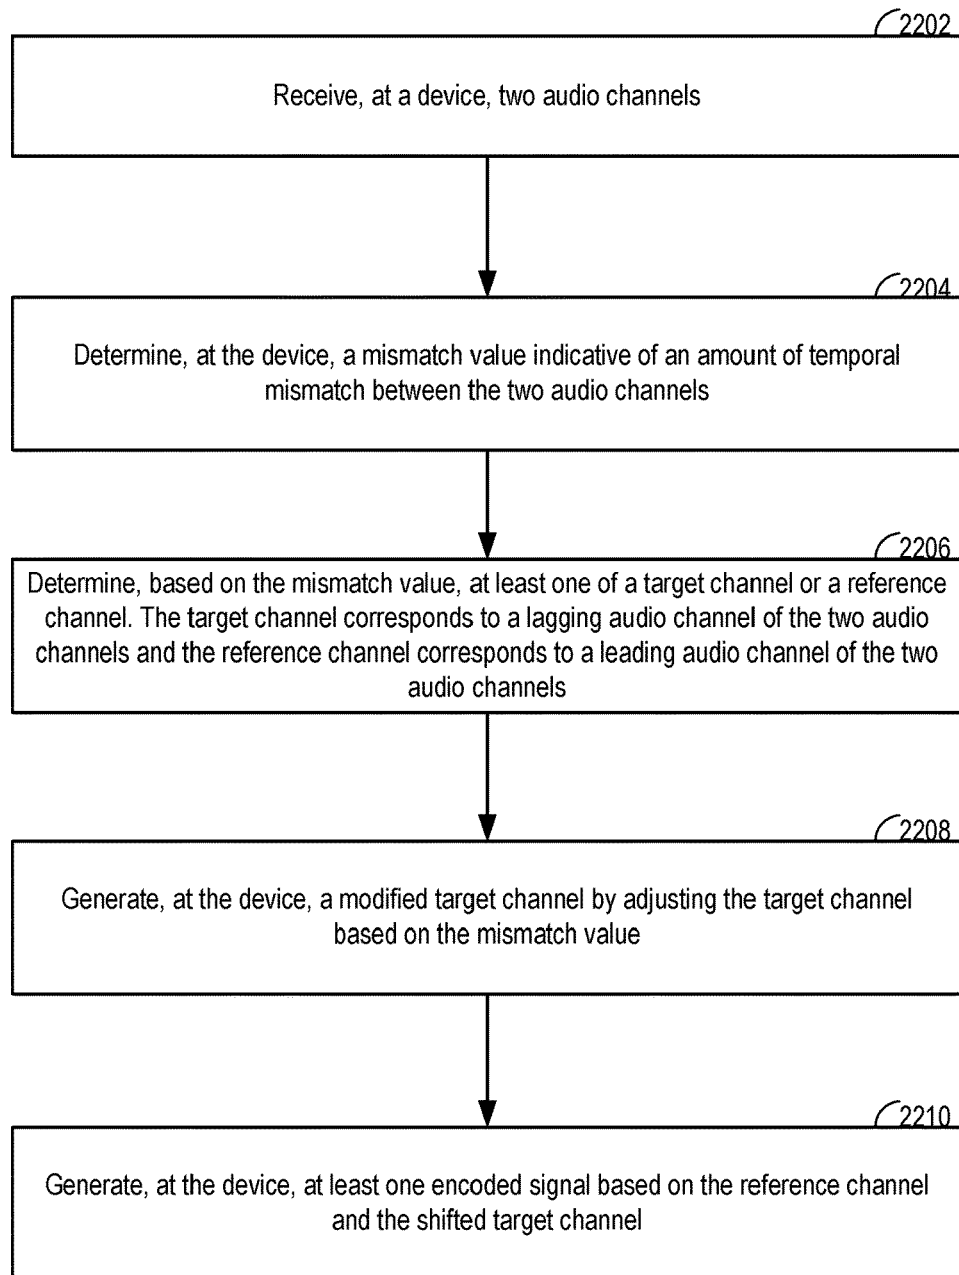 2202
Receive, at a device, two audio channels
2204
Determine, at the device, a mismatch value indicative of an amount of temporal
mismatch between the two audio channels
2206
Determine, based on the mismatch value, at least one of a target channel or a reference
channel. The target channel corresponds to a lagging audio channel of the two audio
channels and the reference channel corresponds to a leading audio channel of the two
audio channels
2208
Generate, at the device, a modified target channel by adjusting the target channel
based on the mismatch value
2210
Generate, at the device, at least one encoded signal based on the reference channel
and the shifted target channel